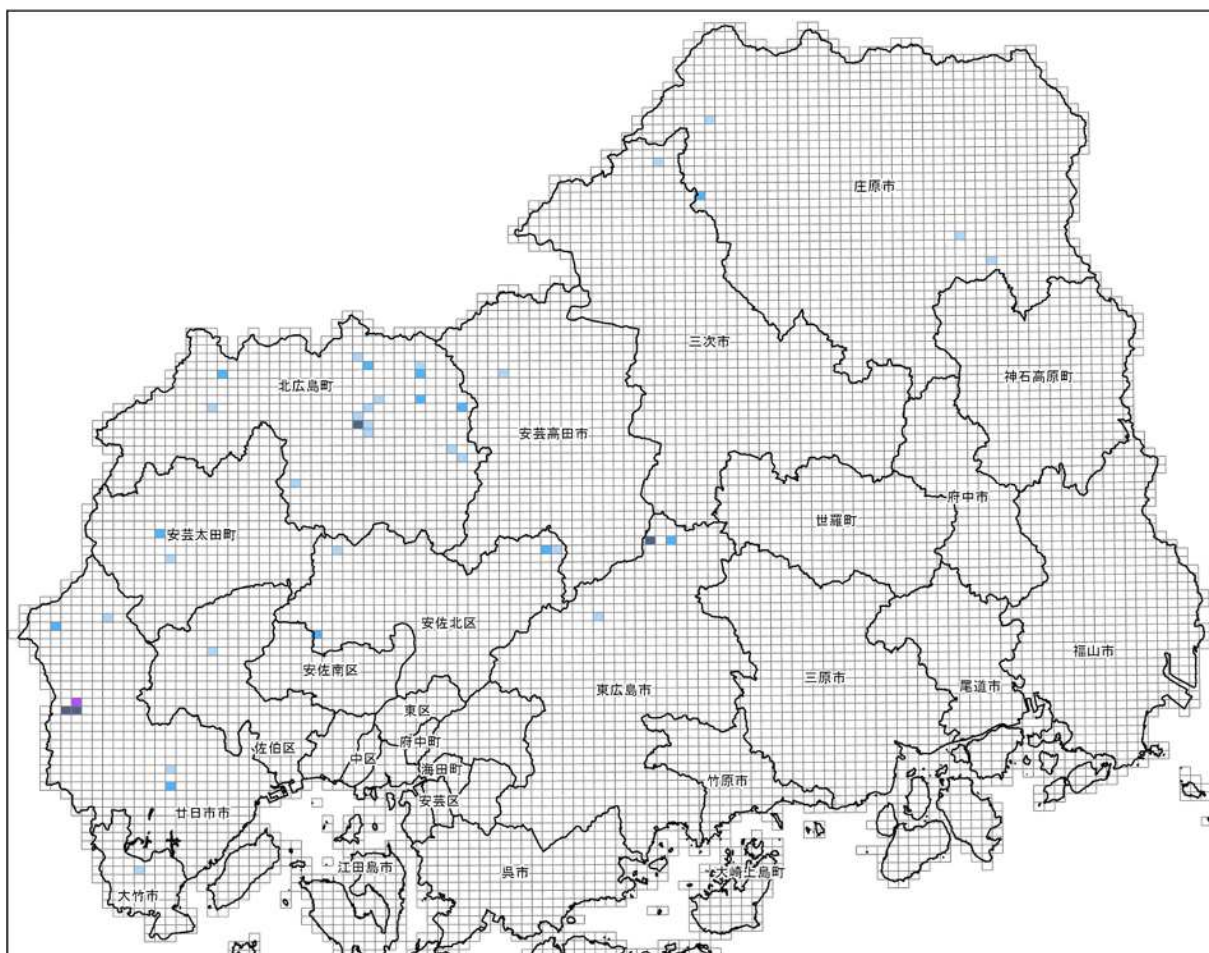 庄原市
三次市
神石高原町
北広島町
安芸高田市
府中市
世羅町
安芸太田町
安佐北区
福山市
安佐南区
三原市
尾道市
東広島市
東区
佐伯区
府中町
中区
海田町
竹原市
安芸区
廿日市市
江田島市
呉市
大崎上島町
大竹市